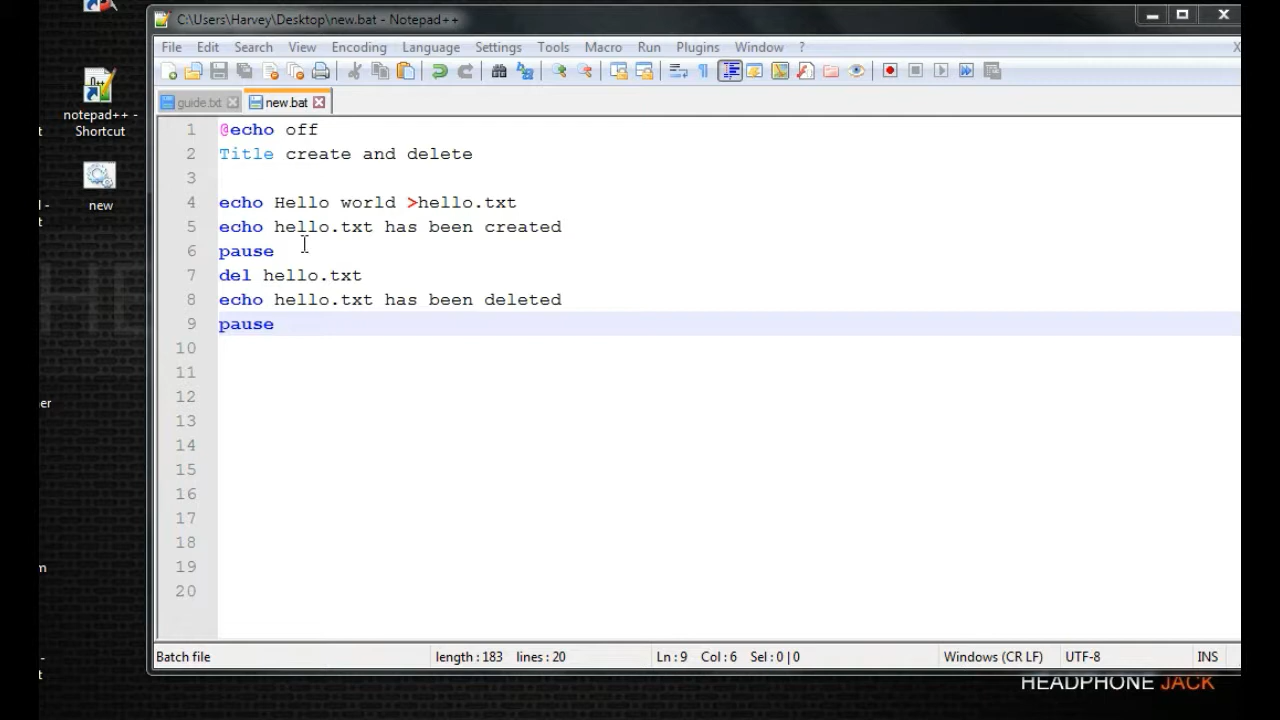 C:\Users\Harvey\Desktop\new.bat - Notepad++
File Edit Search View Encoding Language Settings Tools Macro Run Plugins Window ? X
guide.txt new.bat
1 @echo off
2 Title create and delete
3
4 echo Hello world >hello.txt
5 echo hello.txt has been created
6 pause
7 del hello.txt
8 echo hello.txt has been deleted
9 pause
10
11
12
13
14
15
16
17
18
19
20
Batch file length : 183 lines : 20 Ln : 9 Col : 6 Sel : 0 | 0 Windows (CR LF) UTF-8 INS
notepad++ -
Shortcut
new
t
l -
t
er
m
-
t
HEADPHONE JACK